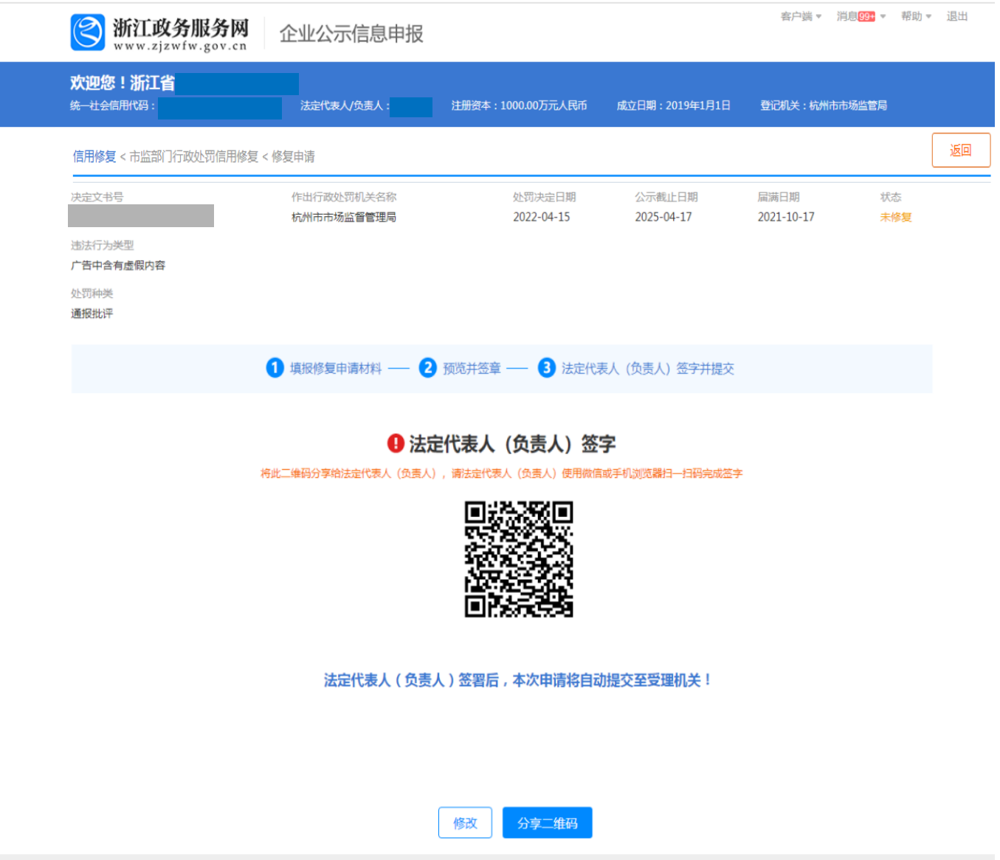 客户端 消息 99+ 帮助 退出
浙江政务服务网 企业公示信息申报
www.zjzwfw.gov.cn
欢迎您！浙江省
统一社会信用代码： 法定代表人/负责人： 注册资本：1000.00万元人民币 成立日期：2019年1月1日 登记机关：杭州市市场监管局
返回
信用修复 < 市监部门行政处罚信用修复 < 修复申请
决定文书号 作出行政处罚机关名称 处罚决定日期 公示截止日期 届满日期 状态
杭州市市场监督管理局 2022-04-15 2025-04-17 2021-10-17 未修复
违法行为类型
广告中含有虚假内容
处罚种类
通报批评
1 填报修复申请材料 2 预览并签章 3 法定代表人（负责人）签字并提交
法定代表人（负责人）签字
将此二维码分享给法定代表人（负责人），请法定代表人（负责人）使用微信或手机浏览器扫一扫码完成签字
法定代表人（负责人）签署后，本次申请将自动提交至受理机关！
修改 分享二维码